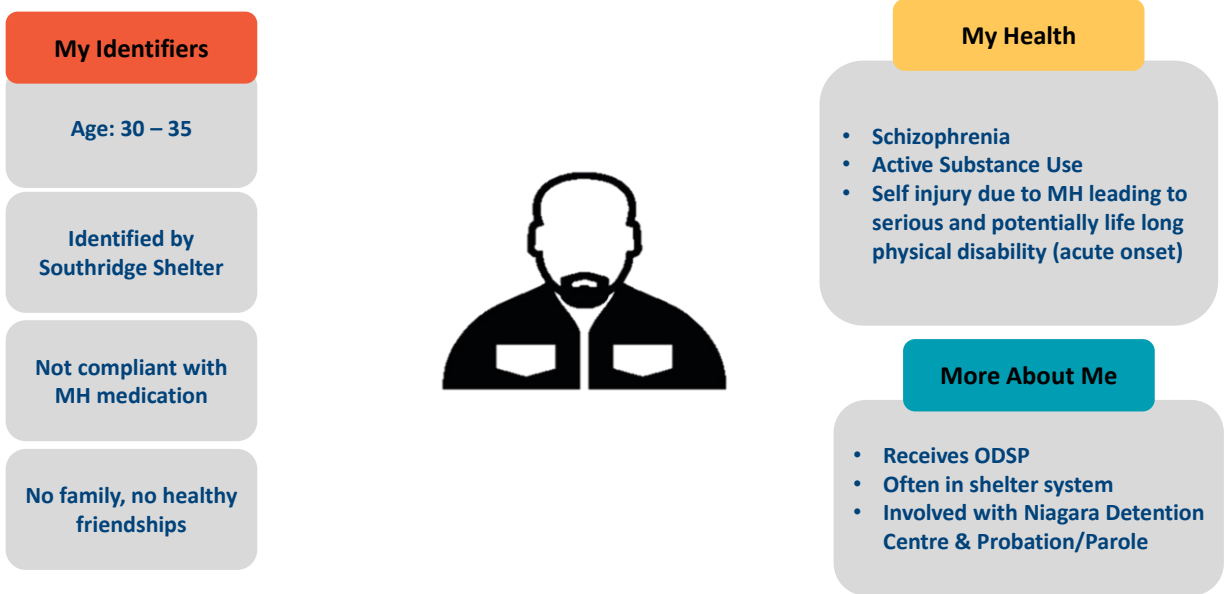 My Identifiers
Age: 30 – 35
Identified by
Southridge Shelter
Not compliant with
MH medication
No family, no healthy
friendships
My Health
• Schizophrenia
• Active Substance Use
• Self injury due to MH leading to
serious and potentially life long
physical disability (acute onset)
More About Me
• Receives ODSP
• Often in shelter system
• Involved with Niagara Detention
Centre & Probation/Parole